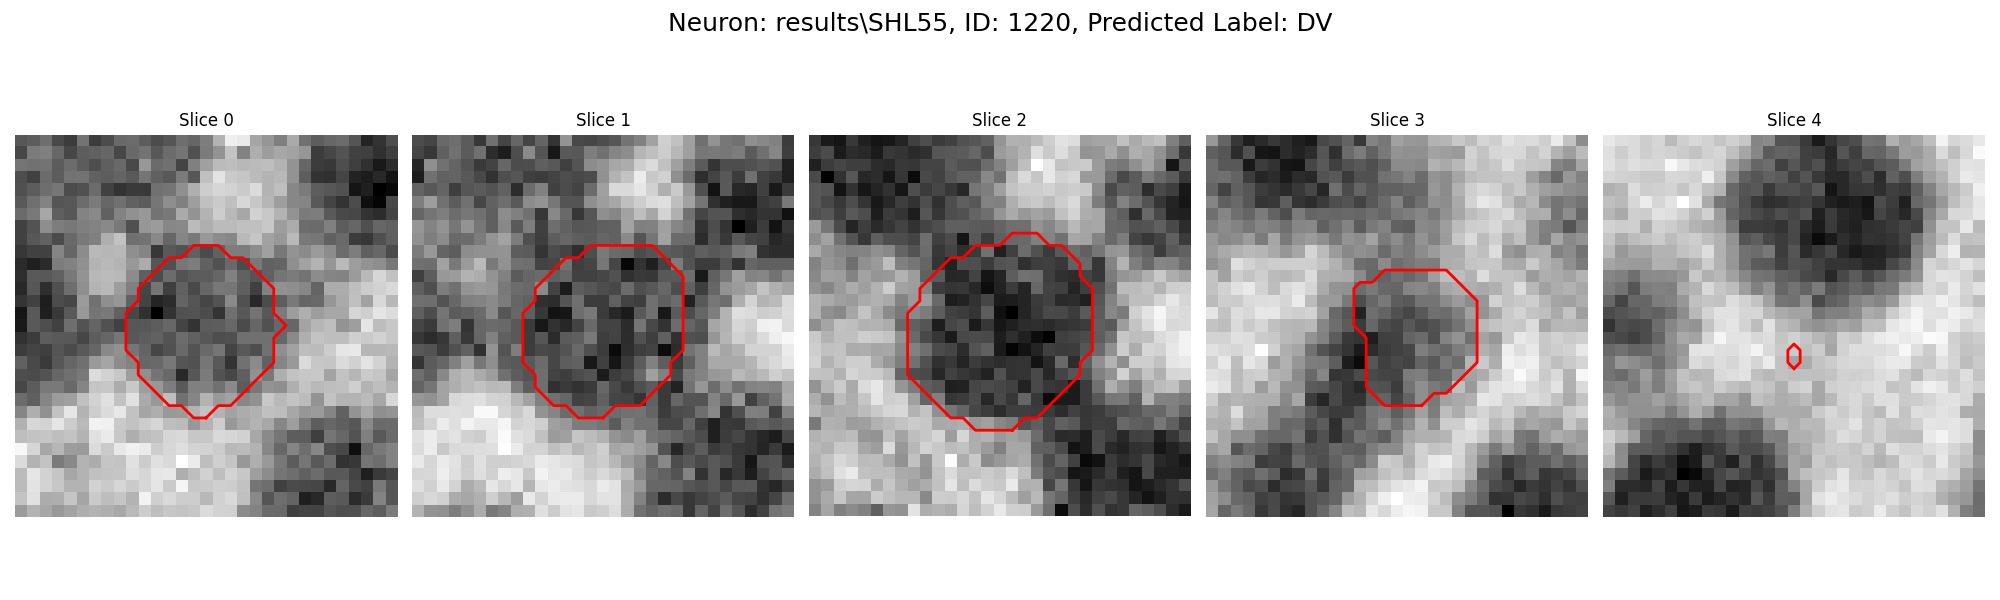 Neuron: results\SHL55, ID: 1220, Predicted Label: DV
Slice 0
Slice 1
Slice 2
Slice 3
Slice 4